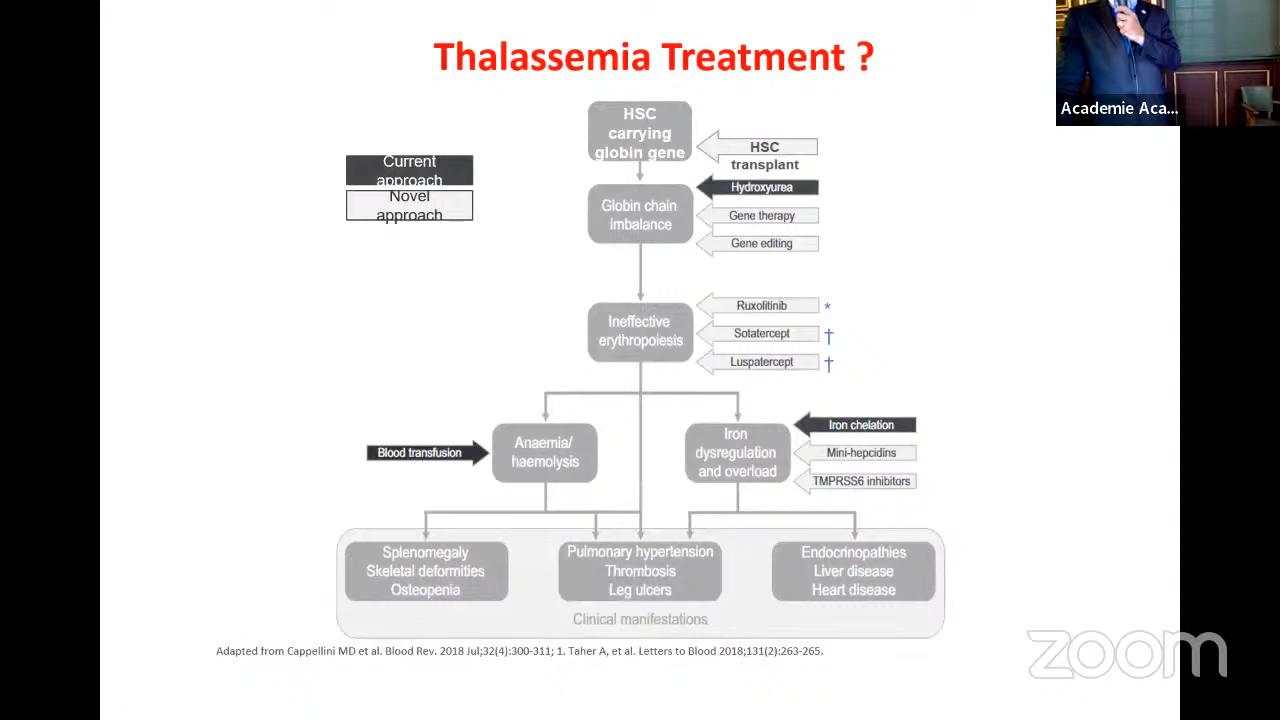 Thalassemia Treatment ?
Academie Aca...
HSC
carrying
globin gene
HSC
transplant
Current
approach
Novel
approach
Hydroxyurea
Globin chain
imbalance
Gene therapy
Gene editing
Ruxolitinib *
Ineffective
erythropoiesis
Sotatercept †
Luspatercept †
Blood transfusion
Anaemia/
haemolysis
Iron
dysregulation
and overload
Iron chelation
Mini-hepcidins
TMPRSS6 inhibitors
Splenomegaly
Skeletal deformities
Osteopenia
Pulmonary hypertension
Thrombosis
Leg ulcers
Endocrinopathies
Liver disease
Heart disease
Clinical manifestations
Adapted from Cappellini MD et al. Blood Rev. 2018 Jul;32(4):300-311; 1. Taher A, et al. Letters to Blood 2018;131(2):263-265.
zoom